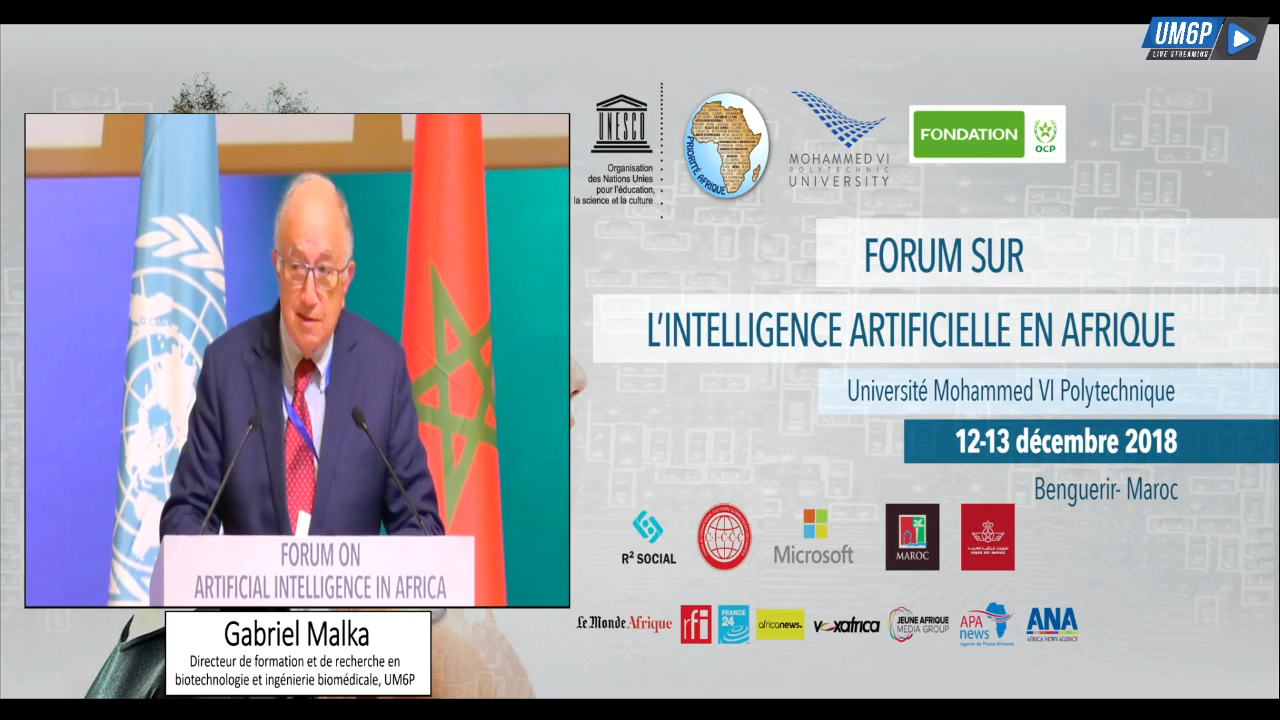 UM6P
LIVE STREAMING
UNESCO
Organisation
des Nations Unies
pour l'éducation,
la science et la culture
PRIORITÉ AFRIQUE
MOHAMMED VI
POLYTECHNIC
UNIVERSITY
FONDATION
OCP
FORUM SUR
L'INTELLIGENCE ARTIFICIELLE EN AFRIQUE
Université Mohammed VI Polytechnique
12-13 décembre 2018
Benguerir- Maroc
R² SOCIAL
Microsoft
MAROC
FORUM ON
ARTIFICIAL INTELLIGENCE IN AFRICA
Le Monde Afrique
rfi
FRANCE
24
africanews.
voxafrica
JEUNE AFRIQUE
MEDIA GROUP
APA
news
Agence de Presse Africaine
ANA
AFRICA NEWS AGENCY
Gabriel Malka
Directeur de formation et de recherche en
biotechnologie et ingénierie biomédicale, UM6P